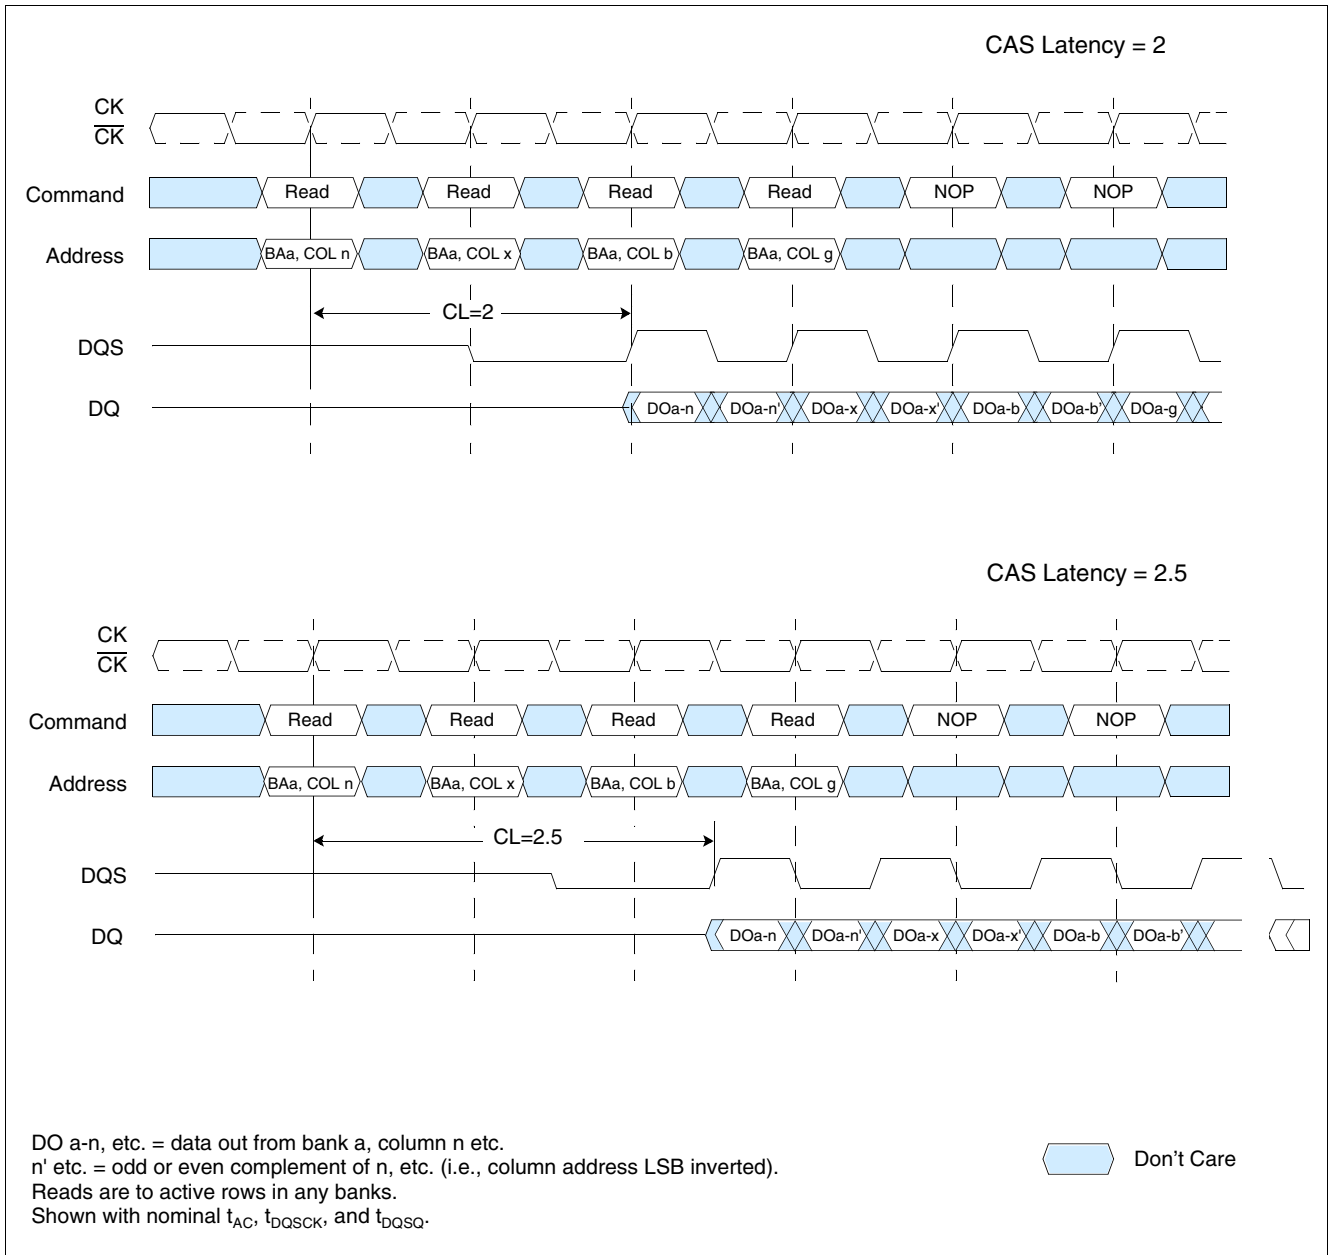 CAS Latency = 2
CK
CK
Command Read Read Read Read NOP NOP
Address BAa, COL n BAa, COL x BAa, COL b BAa, COL g
CL=2
DQS
DQ DOa-n DOa-n' DOa-x DOa-x' DOa-b DOa-b' DOa-g
CAS Latency = 2.5
CK
CK
Command Read Read Read Read NOP NOP
Address BAa, COL n BAa, COL x BAa, COL b BAa, COL g
CL=2.5
DQS
DQ DOa-n DOa-n' DOa-x DOa-x' DOa-b DOa-b'
DO a-n, etc. = data out from bank a, column n etc.
n' etc. = odd or even complement of n, etc. (i.e., column address LSB inverted).
Reads are to active rows in any banks.
Shown with nominal tAC, tDQSCK, and tDQSQ.
Don't Care